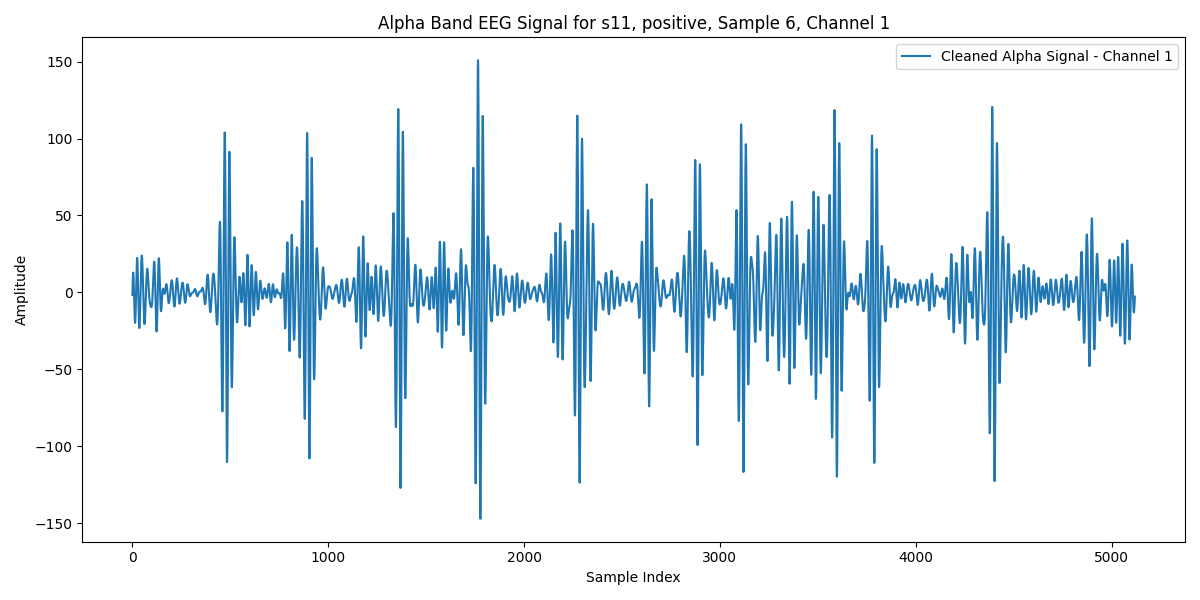 Alpha Band EEG Signal for s11, positive, Sample 6, Channel 1
Cleaned Alpha Signal - Channel 1
Amplitude
150
100
50
0
−50
−100
−150
0 1000 2000 3000 4000 5000
Sample Index